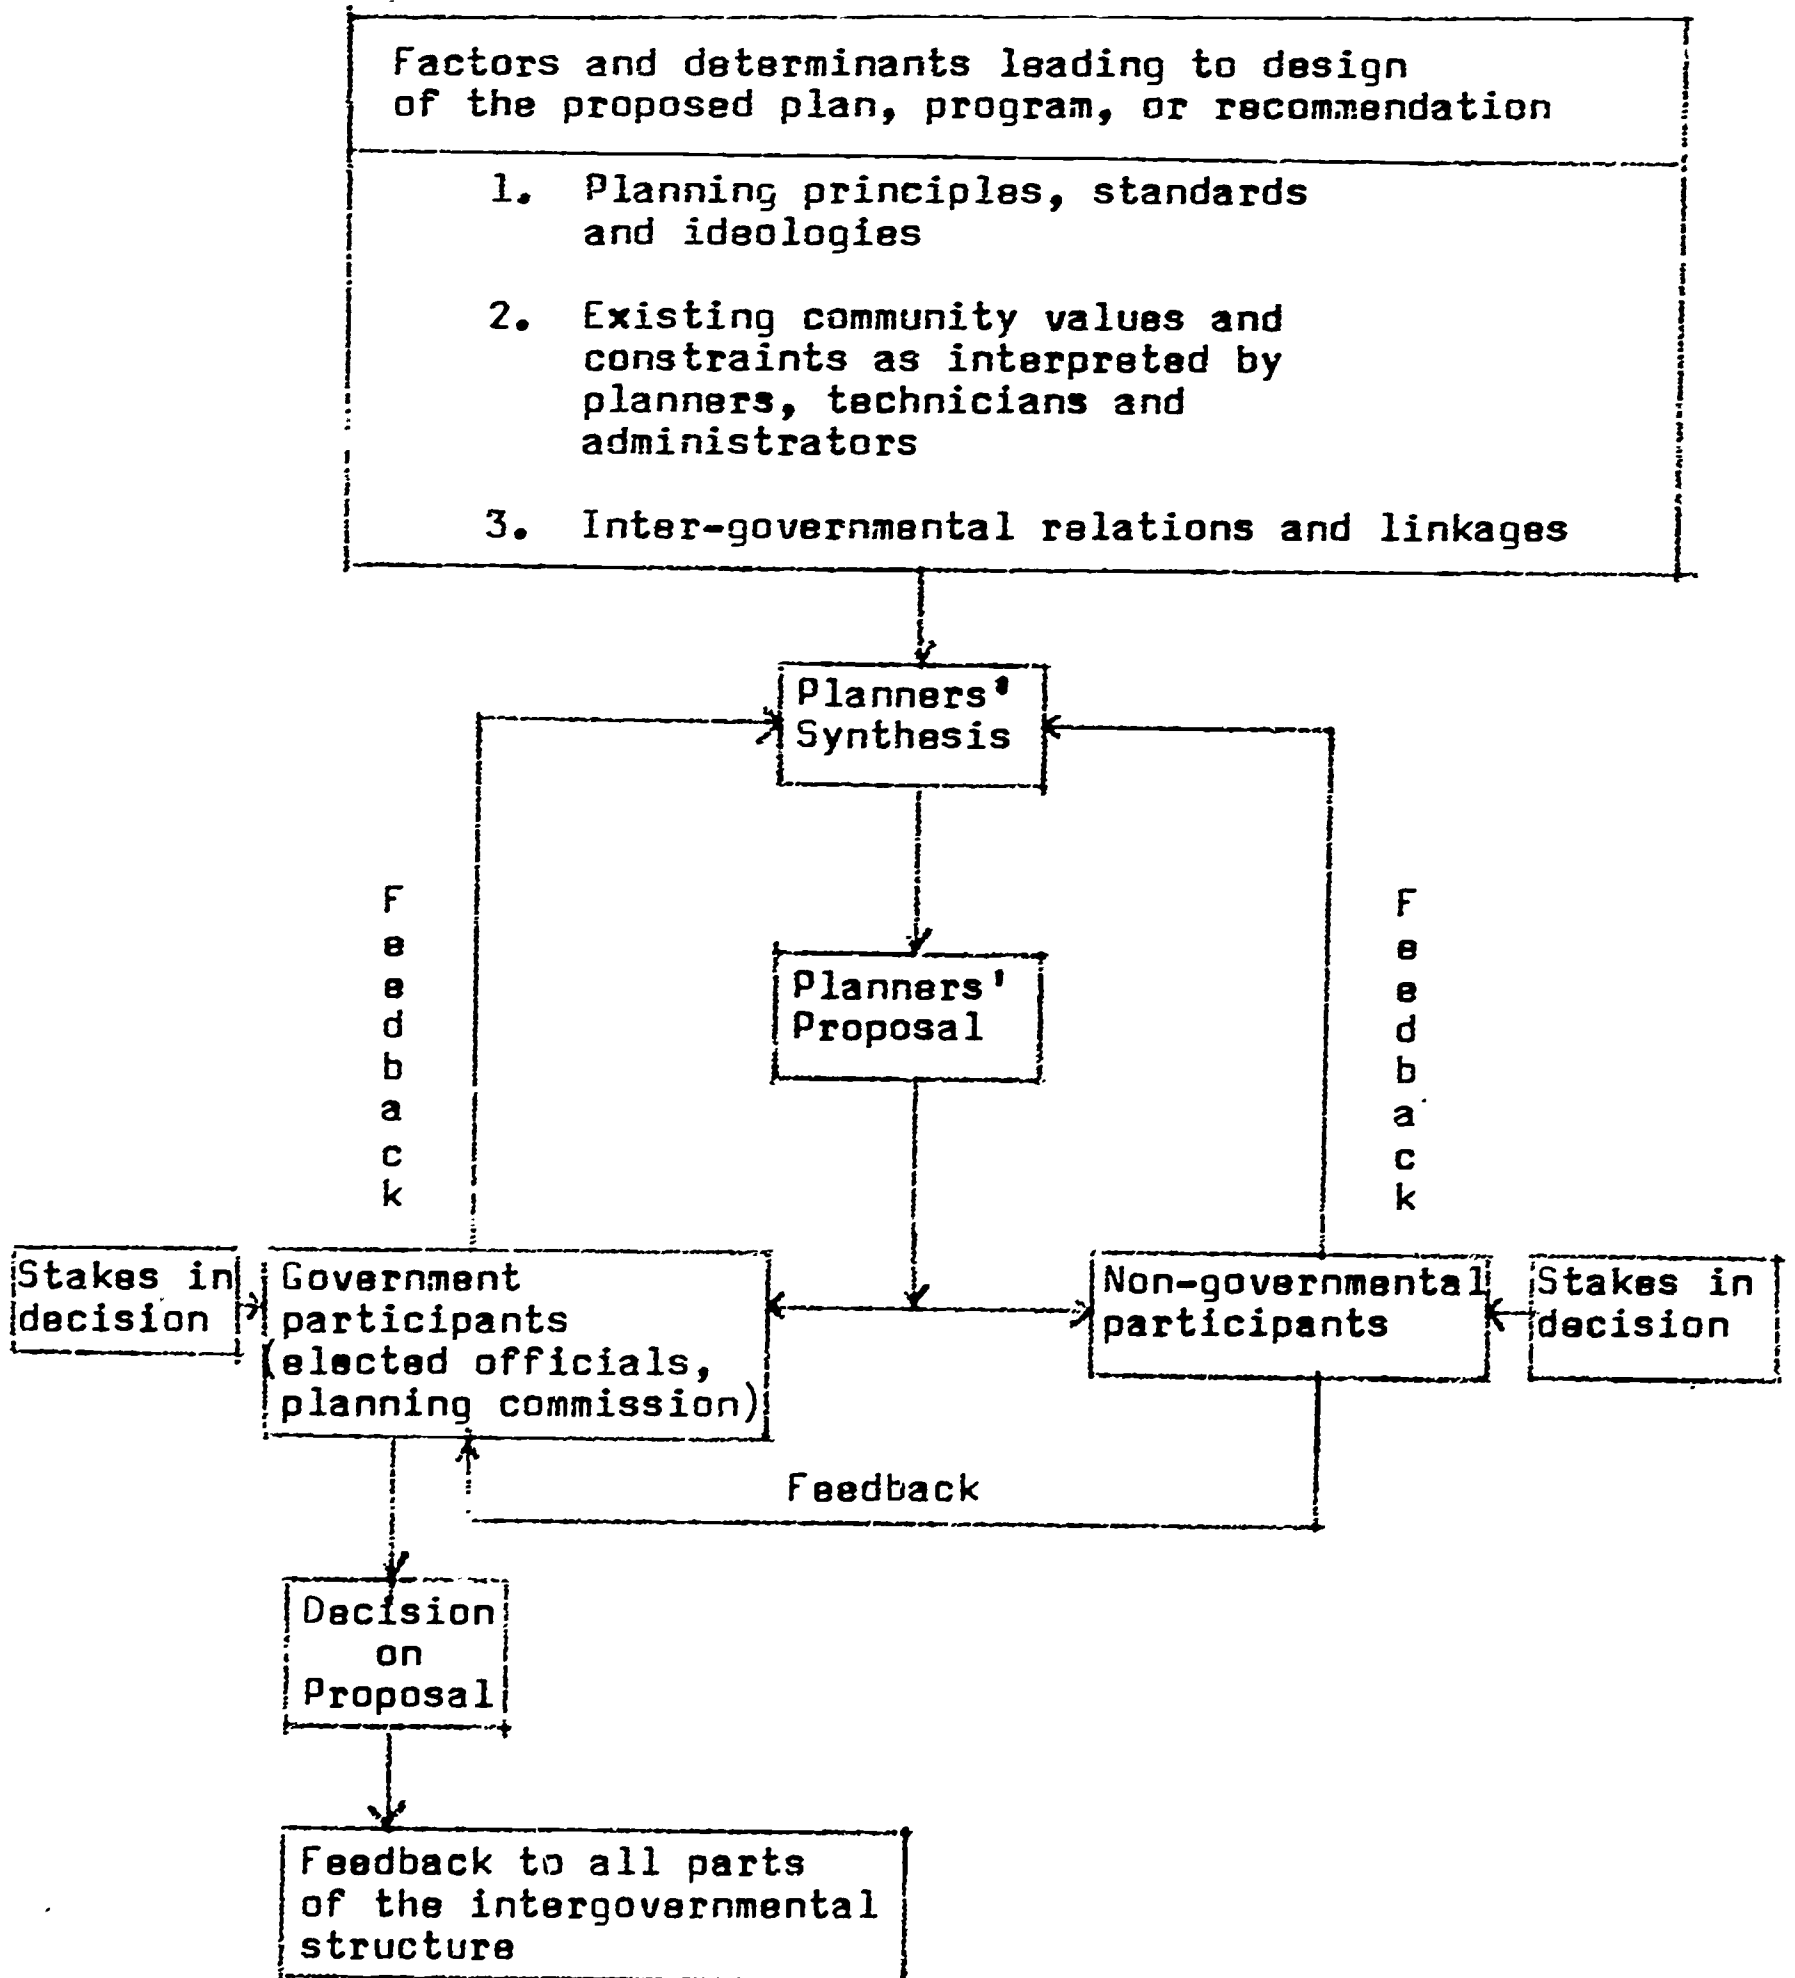 Factors and determinants leading to design
of the proposed plan, program, or recommendation
1. Planning principles, standards
and ideologies
2. Existing community values and
constraints as interpreted by
planners, technicians and
administrators
3. Inter-governmental relations and linkages
Planners'
Synthesis
Feedback
Feedback
Planners'
Proposal
Stakes in
decision
Government
participants
(elected officials,
planning commission)
Non-governmental
participants
Stakes in
decision
Feedback
Decision
on
Proposal
Feedback to all parts
of the intergovernmental
structure